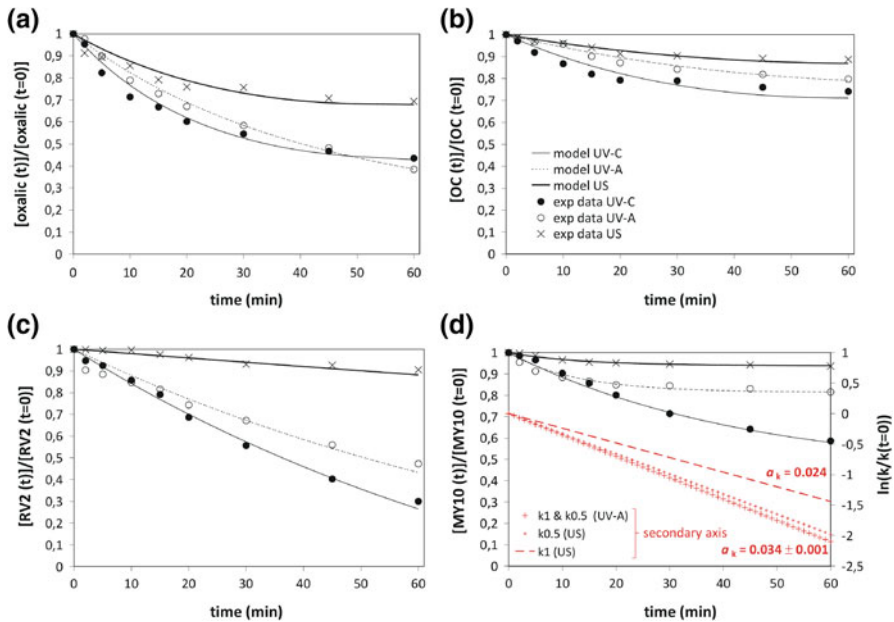 (a)
1
0,9
0,8
0,7
0,6
0,5
0,4
0,3
0,2
0,1
0
[oxalic (t)]/[oxalic (t=0)]
0 10 20 30 40 50 60
time (min)
(b)
1
0,9
0,8
0,7
0,6
0,5
0,4
0,3
0,2
0,1
0
[OC (t)]/[OC (t=0)]
model UV-C
model UV-A
model US
exp data UV-C
exp data UV-A
exp data US
0 10 20 30 40 50 60
time (min)
(c)
1
0,9
0,8
0,7
0,6
0,5
0,4
0,3
0,2
0,1
0
[RV2 (t)]/[RV2 (t=0)]
0 10 20 30 40 50 60
time (min)
(d)
1
0,9
0,8
0,7
0,6
0,5
0,4
0,3
0,2
0,1
0
[MY10 (t)]/[MY10 (t=0)]
1
0,5
0
-0,5
-1
-1,5
-2
-2,5
ln(k/k(t=0))
αk = 0.024
k1 & k0.5 (UV-A)
k0.5 (US)
k1 (US)
secondary axis
αk = 0.034 ± 0.001
0 10 20 30 40 50 60
time (min)